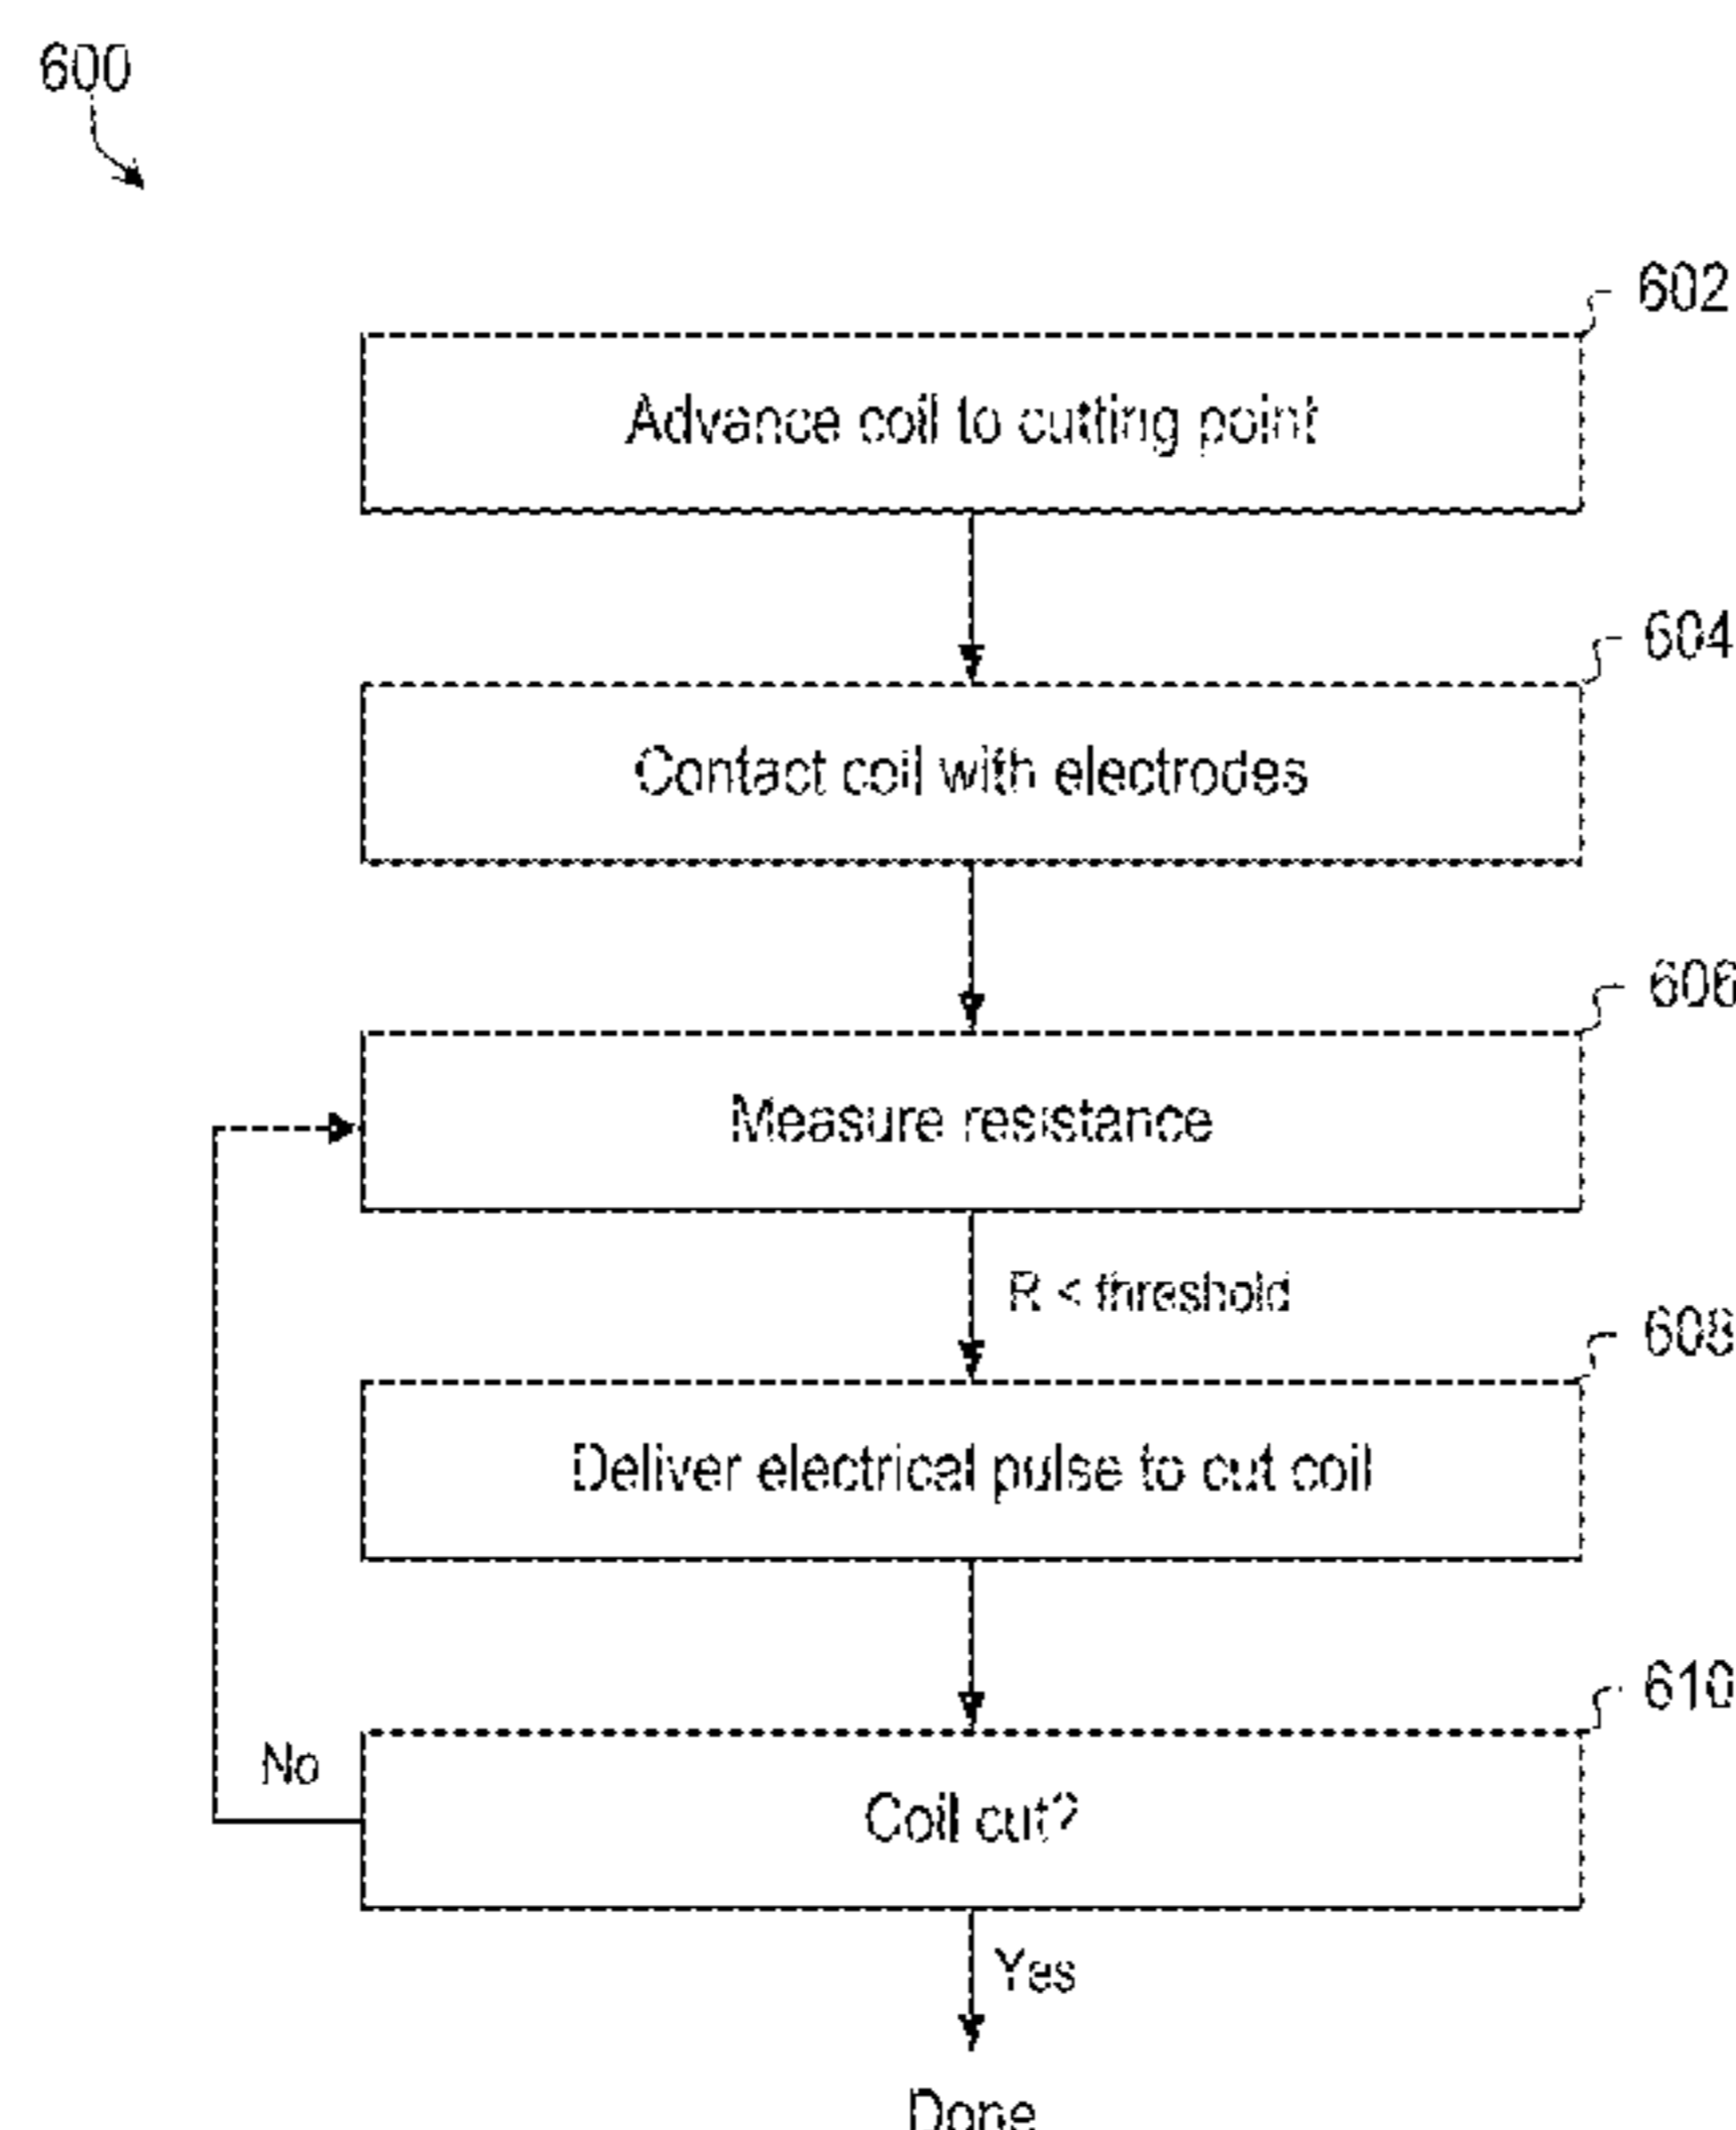 600
602
Advance coil to cutting point
604
Contact coil with electrodes
606
Measure resistance
R < threshold
608
Deliver electrical pulse to cut coil
610
No
Coil cut?
Yes
Done